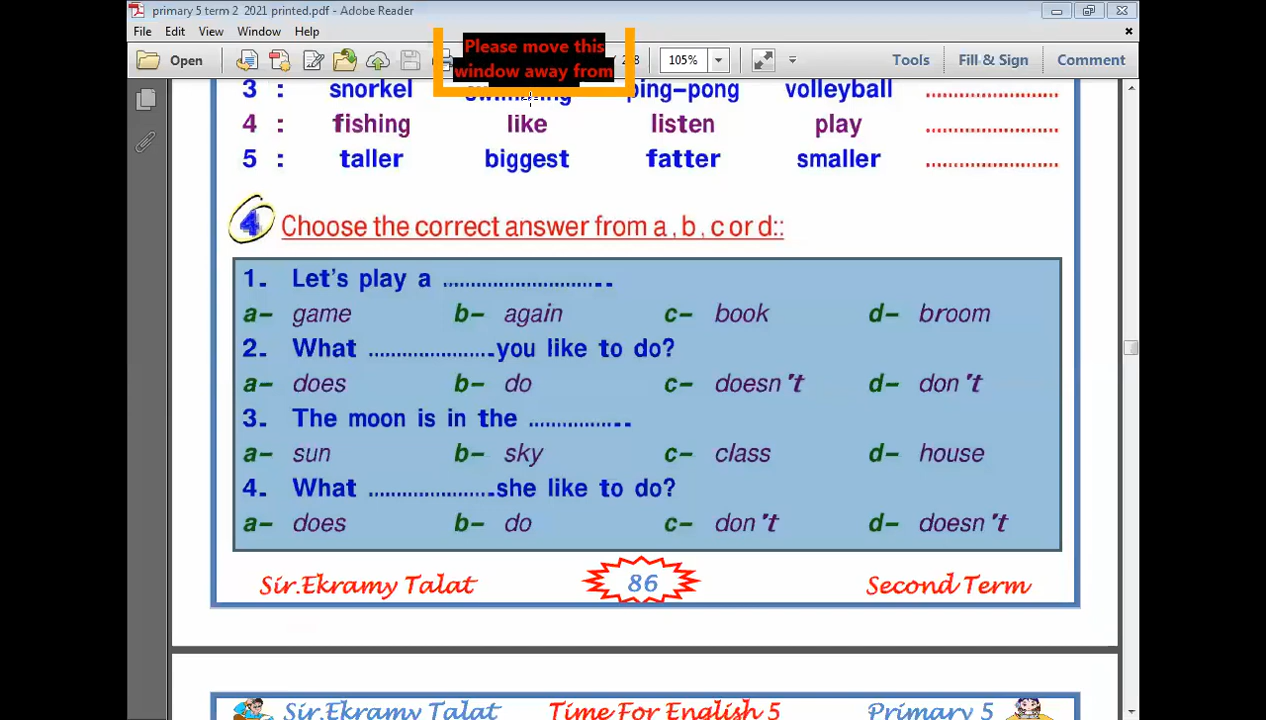 primary 5 term 2 2021 printed.pdf - Adobe Reader
File Edit View Window Help
Open 105% Tools Fill & Sign Comment
Please move this
window away from
3 : snorkel swimming ping-pong volleyball ........................
4 : fishing like listen play ........................
5 : taller biggest fatter smaller ........................
4 Choose the correct answer from a , b , c or d::
1. Let's play a ............................
a- game b- again c- book d- broom
2. What .......................you like to do?
a- does b- do c- doesn't d- don't
3. The moon is in the ...................
a- sun b- sky c- class d- house
4. What .......................she like to do?
a- does b- do c- don't d- doesn't
Sir.Ekramy Talat 86 Second Term
Sir.Ekramy Talat Time For English 5 Primary 5